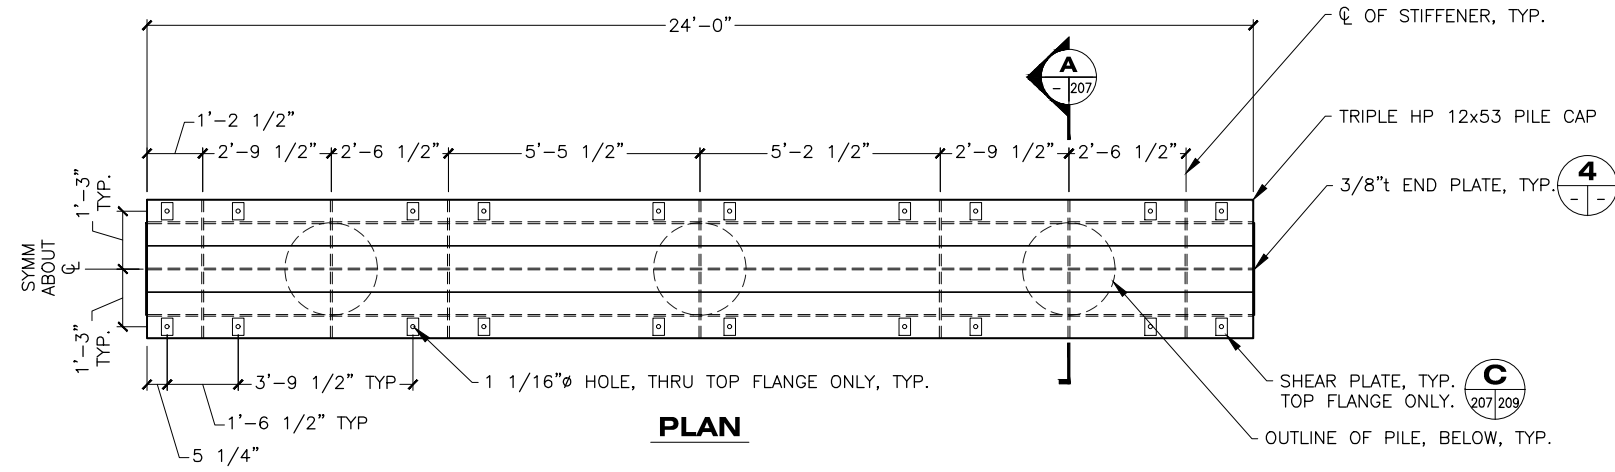 24'-0"
℄ OF STIFFENER, TYP.
A
- 207
1'-2 1/2"
TRIPLE HP 12x53 PILE CAP
2'-9 1/2" 2'-6 1/2" 5'-5 1/2" 5'-2 1/2" 2'-9 1/2" 2'-6 1/2"
1'-3"
TYP.
3/8"t END PLATE, TYP.
4
- -
SYMM
ABOUT
℄
1'-3"
TYP.
3'-9 1/2" TYP
1 1/16"ø HOLE, THRU TOP FLANGE ONLY, TYP.
SHEAR PLATE, TYP.
TOP FLANGE ONLY.
C
207 209
1'-6 1/2" TYP
PLAN
OUTLINE OF PILE, BELOW, TYP.
5 1/4"